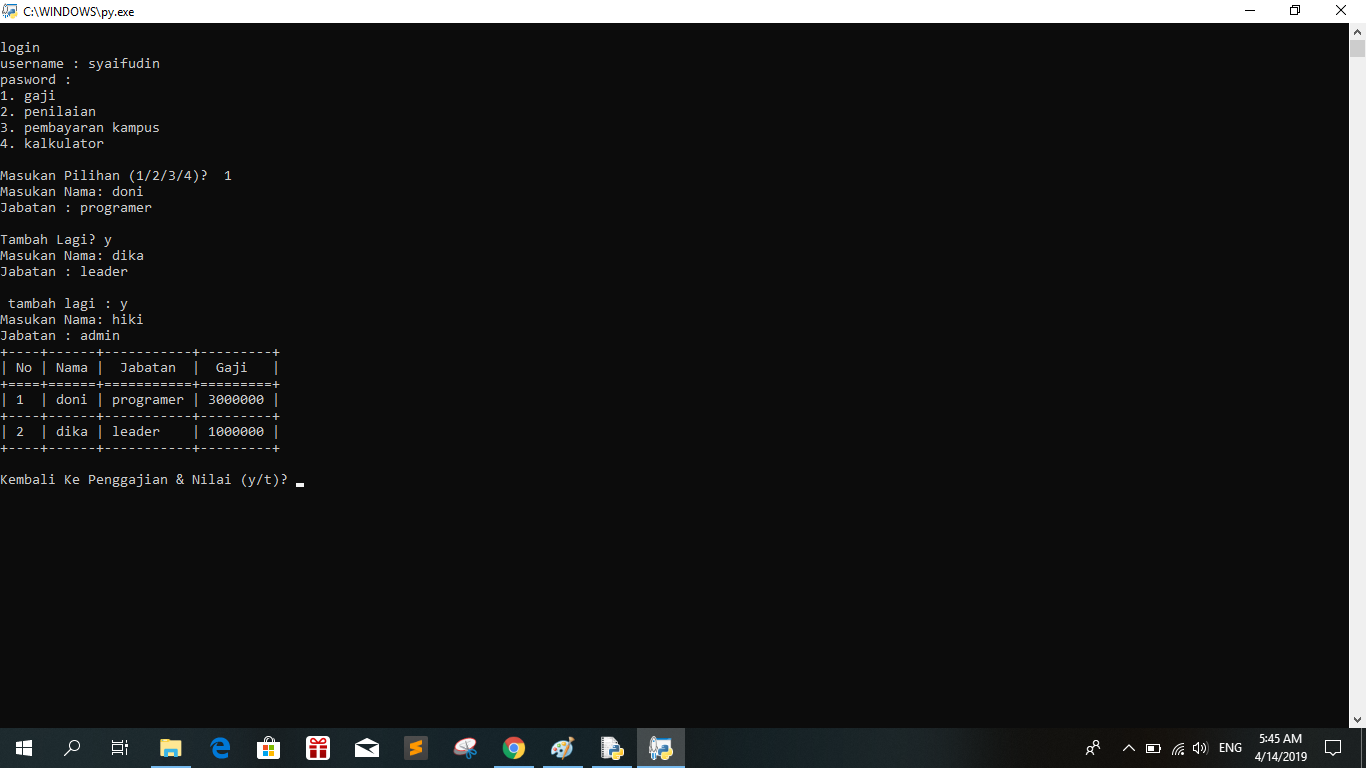 C:\WINDOWS\py.exe
login
username : syaifudin
pasword :
1. gaji
2. penilaian
3. pembayaran kampus
4. kalkulator
Masukan Pilihan (1/2/3/4)?  1
Masukan Nama: doni
Jabatan : programer
Tambah Lagi? y
Masukan Nama: dika
Jabatan : leader
 tambah lagi : y
Masukan Nama: hiki
Jabatan : admin
+----+------+-----------+---------+
| No | Nama |  Jabatan  |  Gaji   |
+====+======+===========+=========+
| 1  | doni | programer | 3000000 |
+----+------+-----------+---------+
| 2  | dika | leader    | 1000000 |
+----+------+-----------+---------+
Kembali Ke Penggajian & Nilai (y/t)?
ENG
5:45 AM
4/14/2019